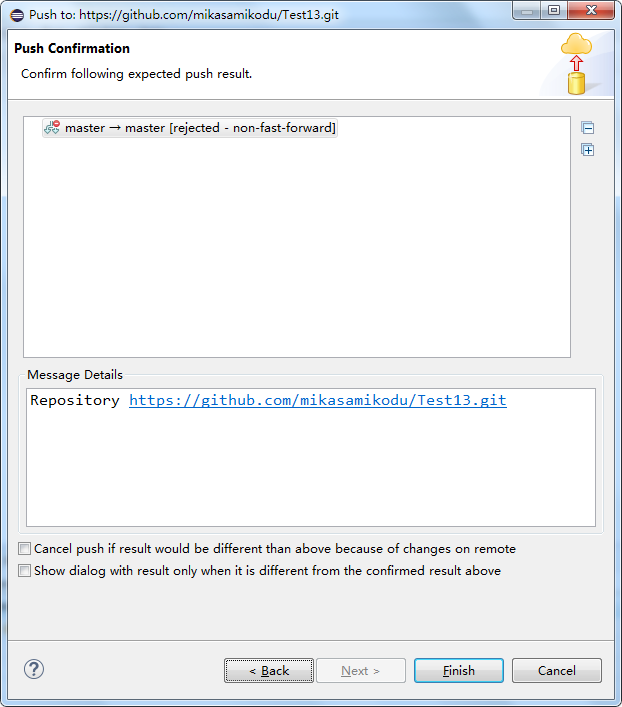 Push to: https://github.com/mikasamikodu/Test13.git
Push Confirmation
Confirm following expected push result.
master → master [rejected - non-fast-forward]
Message Details
Repository https://github.com/mikasamikodu/Test13.git
Cancel push if result would be different than above because of changes on remote
Show dialog with result only when it is different from the confirmed result above
? < Back Next > Finish Cancel